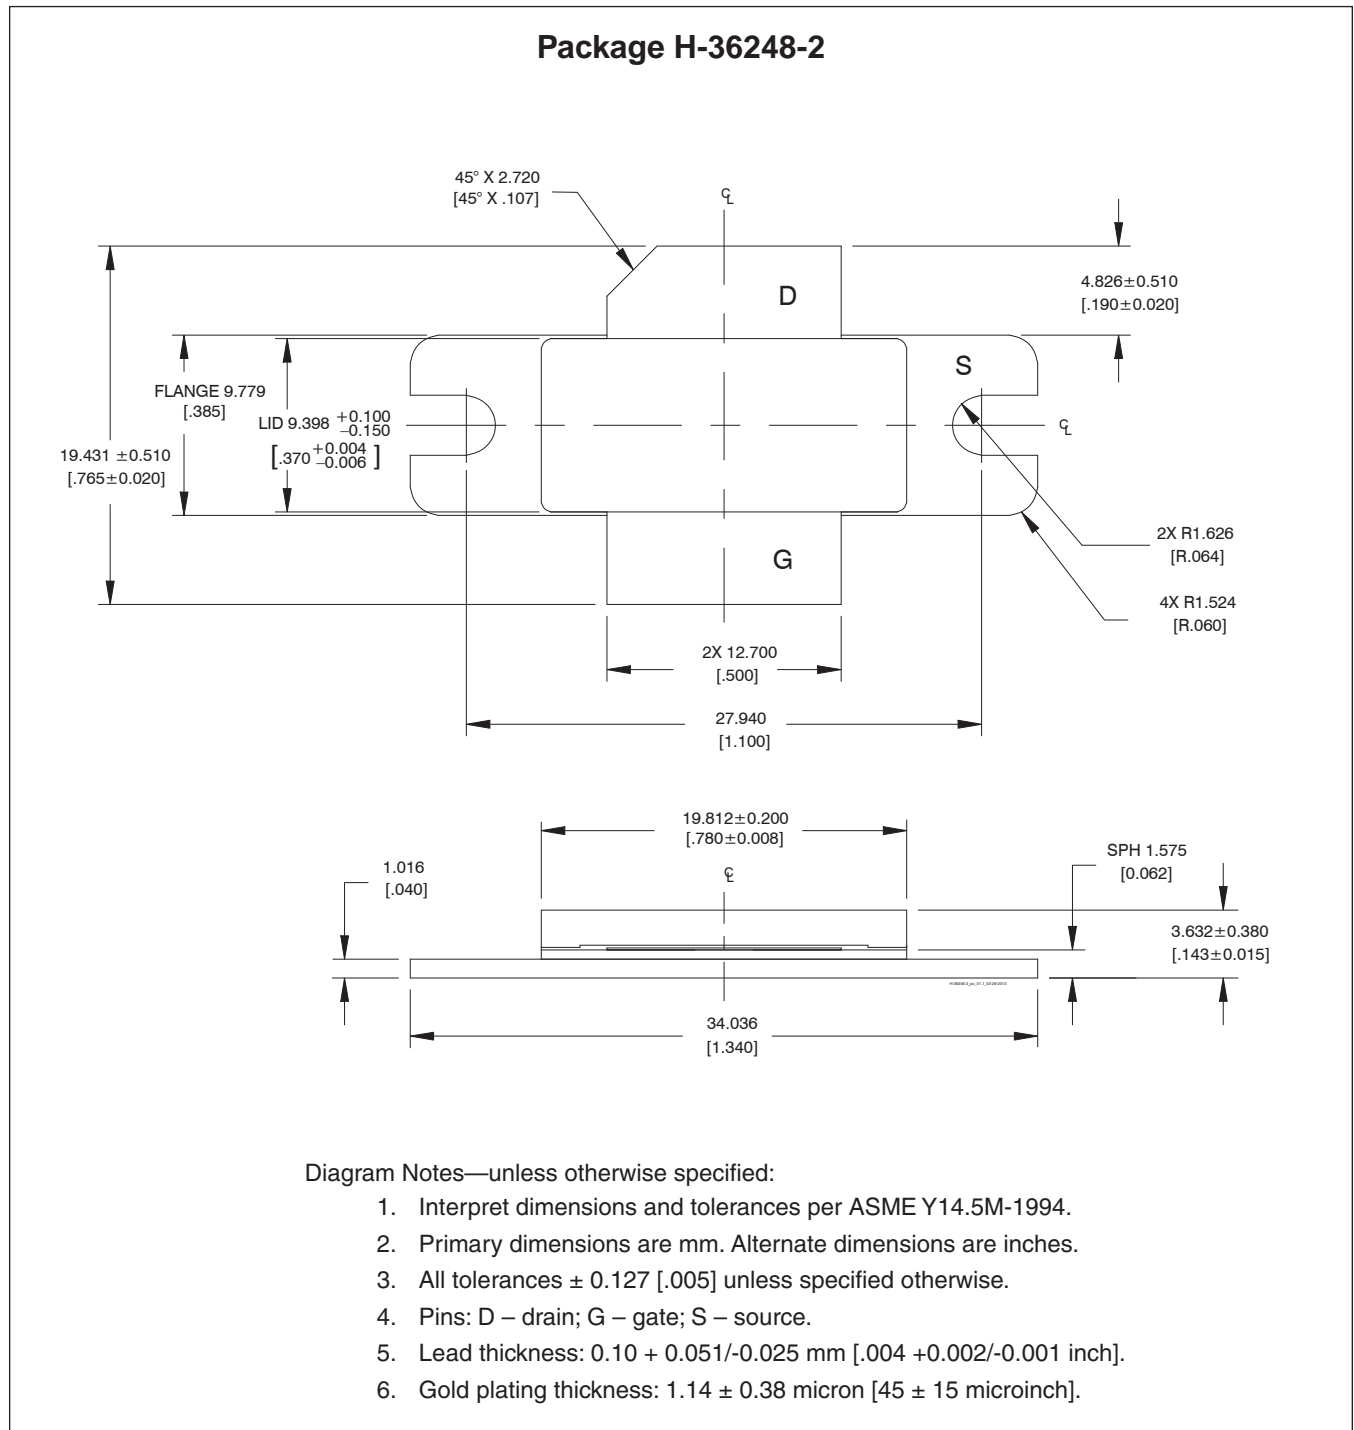 Package H-36248-2
45° X 2.720
[45° X .107]
℄
D
4.826±0.510
[.190±0.020]
S
FLANGE 9.779
[.385]
LID 9.398 +0.100
–0.150
[.370 +0.004
–0.006 ]
℄
19.431 ±0.510
[.765±0.020]
2X R1.626
[R.064]
G
4X R1.524
[R.060]
2X 12.700
[.500]
27.940
[1.100]
19.812±0.200
[.780±0.008]
1.016
[.040]
℄
SPH 1.575
[0.062]
3.632±0.380
[.143±0.015]
34.036
[1.340]
Diagram Notes—unless otherwise specified:
1. Interpret dimensions and tolerances per ASME Y14.5M-1994.
2. Primary dimensions are mm. Alternate dimensions are inches.
3. All tolerances ± 0.127 [.005] unless specified otherwise.
4. Pins: D – drain; G – gate; S – source.
5. Lead thickness: 0.10 + 0.051/-0.025 mm [.004 +0.002/-0.001 inch].
6. Gold plating thickness: 1.14 ± 0.38 micron [45 ± 15 microinch].